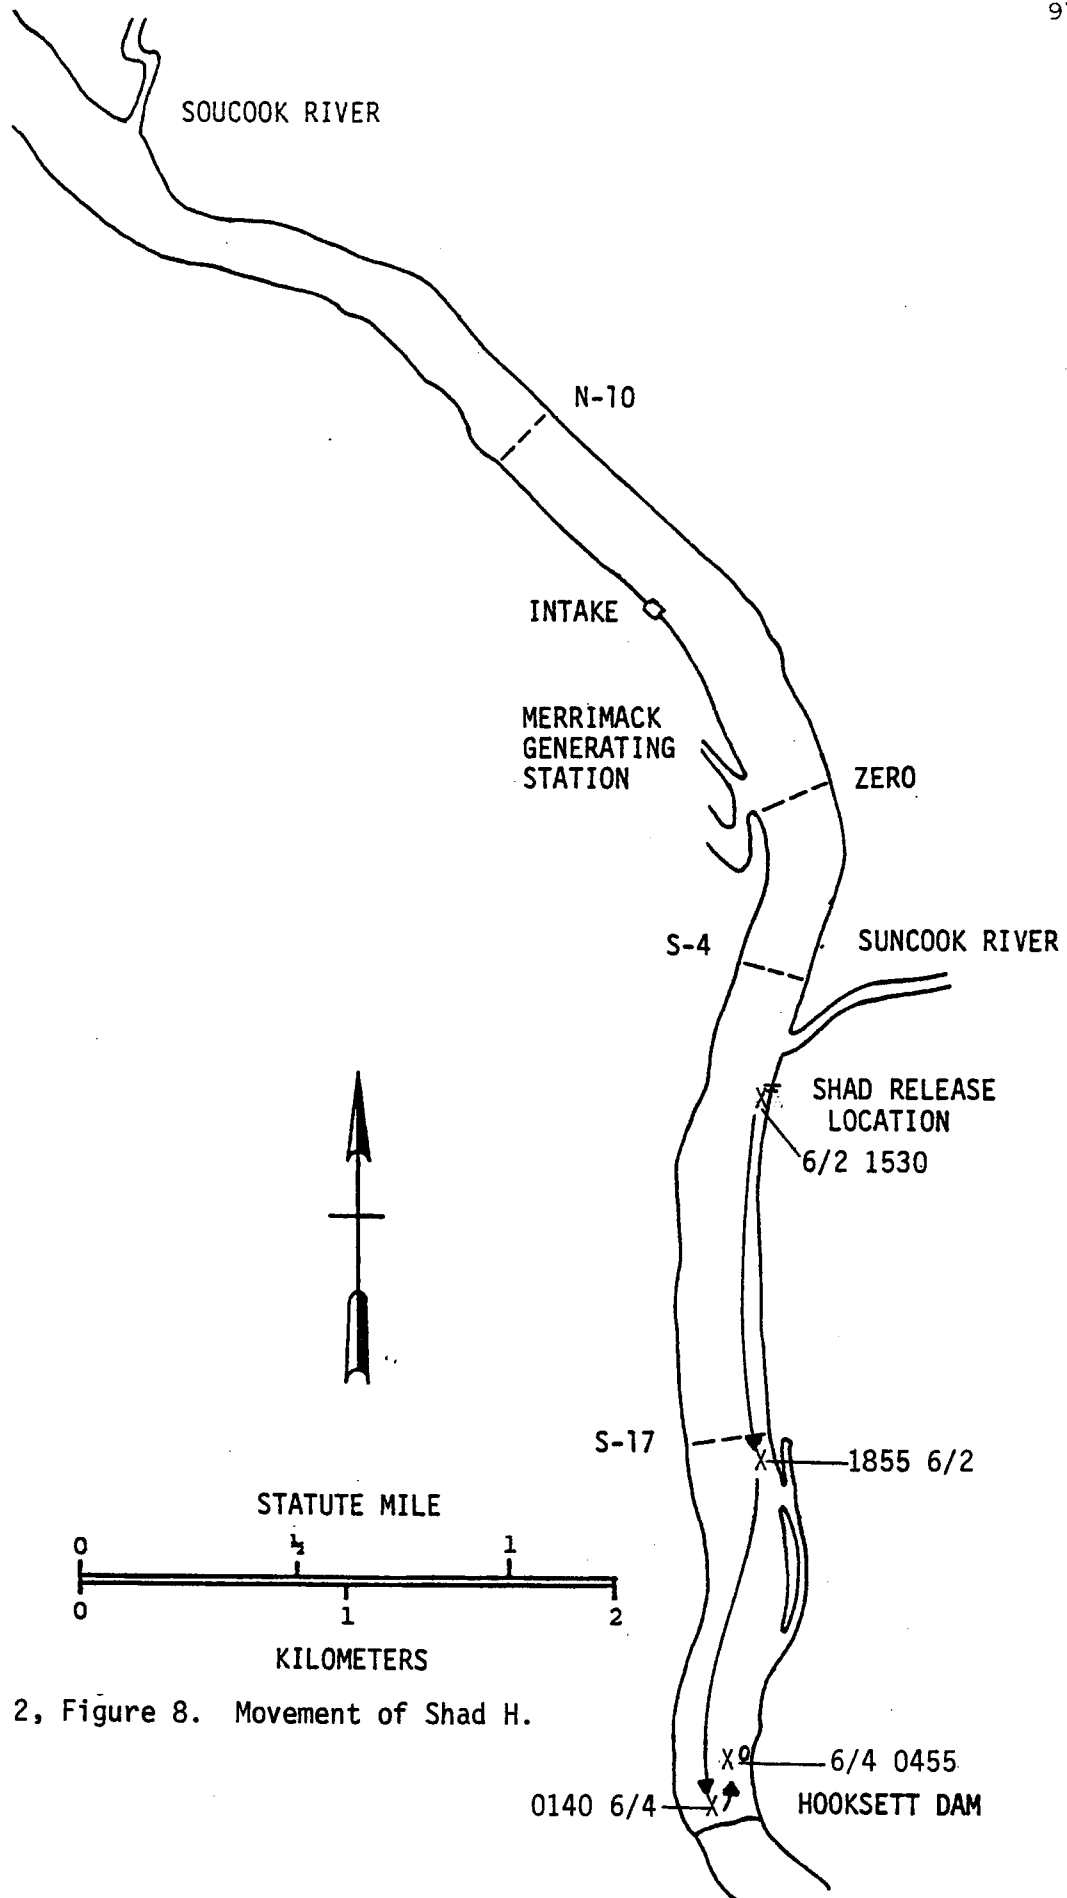 SOUCOOK RIVER
N-10
INTAKE
MERRIMACK
GENERATING
STATION
ZERO
S-4
SUNCOOK RIVER
SHAD RELEASE
LOCATION
6/2 1530
S-17
1855 6/2
STATUTE MILE
0 ½ 1
0 1 2
KILOMETERS
2, Figure 8. Movement of Shad H.
6/4 0455
0140 6/4
HOOKSETT DAM